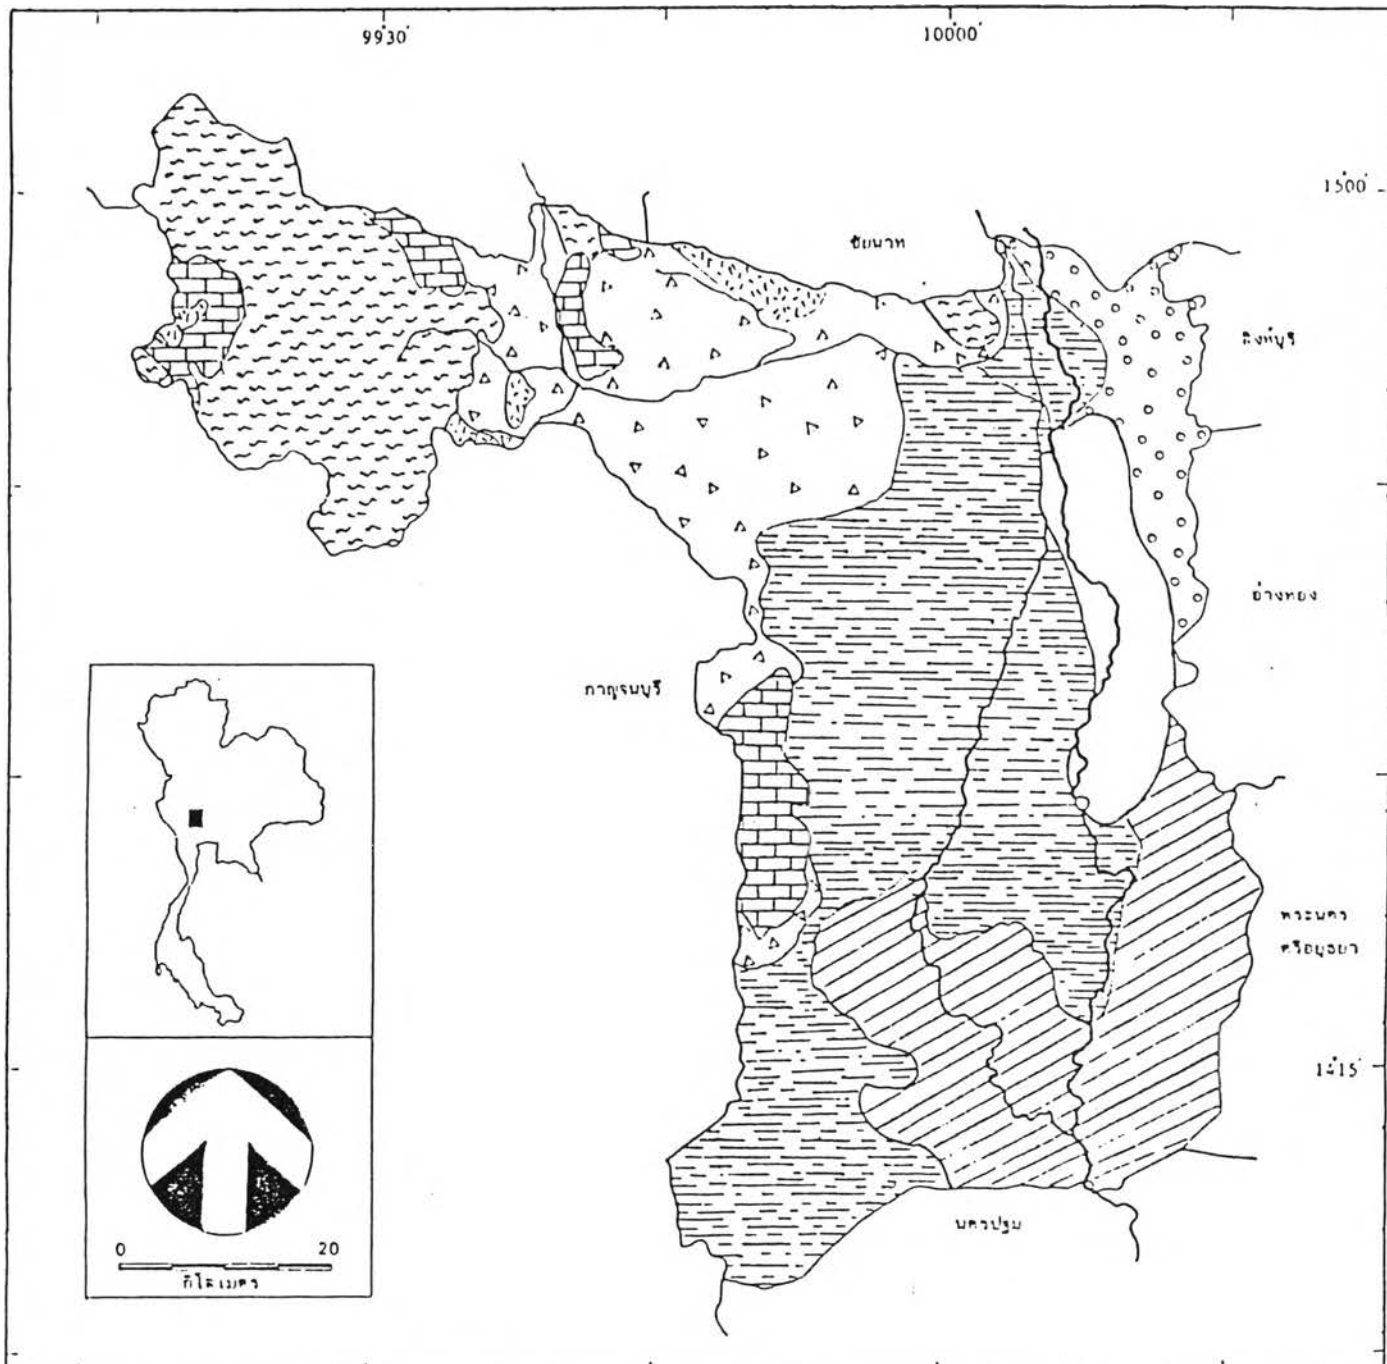 99°30'
100°00'
15°00'
ชัยนาท
สิงห์บุรี
อ่างทอง
กาญจนบุรี
พระนคร
ศรีอยุธยา
14°15'
นครปฐม
0 20
กิโลเมตร